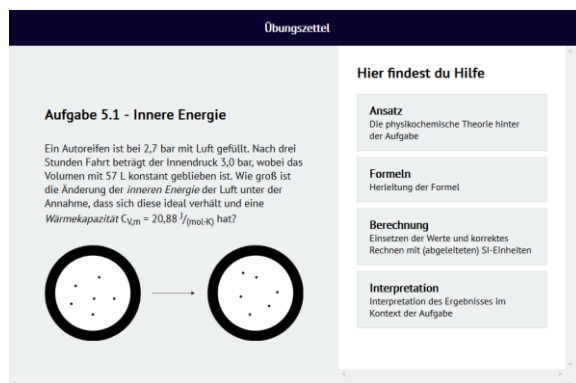 Übungszettel
Aufgabe 5.1 - Innere Energie
Ein Autoreifen ist bei 2,7 bar mit Luft gefüllt. Nach drei
Stunden Fahrt beträgt der Innendruck 3,0 bar, wobei das
Volumen mit 57 L konstant geblieben ist. Wie groß ist
die Änderung der inneren Energie der Luft unter der
Annahme, dass sich diese ideal verhält und eine
Wärmekapazität C_V,m = 20,88 J/(mol·K) hat?
Hier findest du Hilfe
Ansatz
Die physikochemische Theorie hinter
der Aufgabe
Formeln
Herleitung der Formel
Berechnung
Einsetzen der Werte und korrektes
Rechnen mit (abgeleiteten) SI-Einheiten
Interpretation
Interpretation des Ergebnisses im
Kontext der Aufgabe